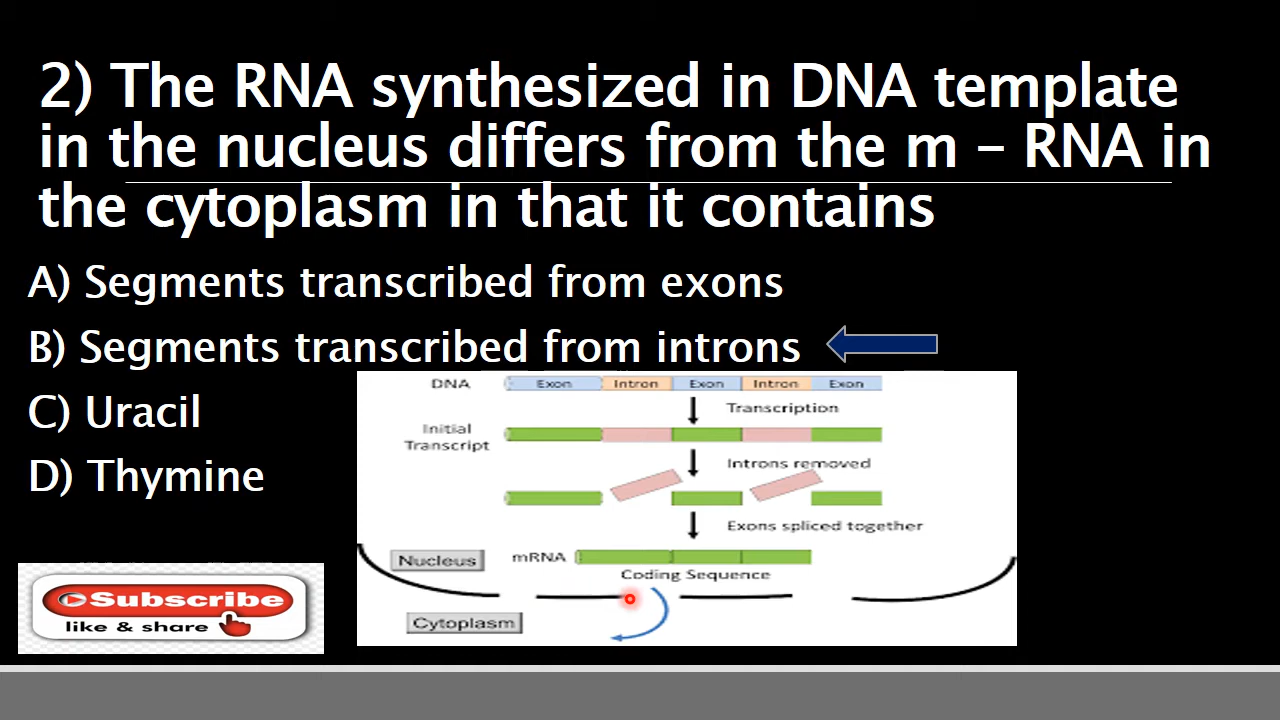 2) The RNA synthesized in DNA template
in the nucleus differs from the m – RNA in
the cytoplasm in that it contains
A) Segments transcribed from exons
B) Segments transcribed from introns
C) Uracil
D) Thymine
DNA Exon Intron Exon Intron Exon
Transcription
Initial
Transcript
Introns removed
Exons spliced together
Nucleus mRNA
Coding Sequence
Cytoplasm
Subscribe
like & share